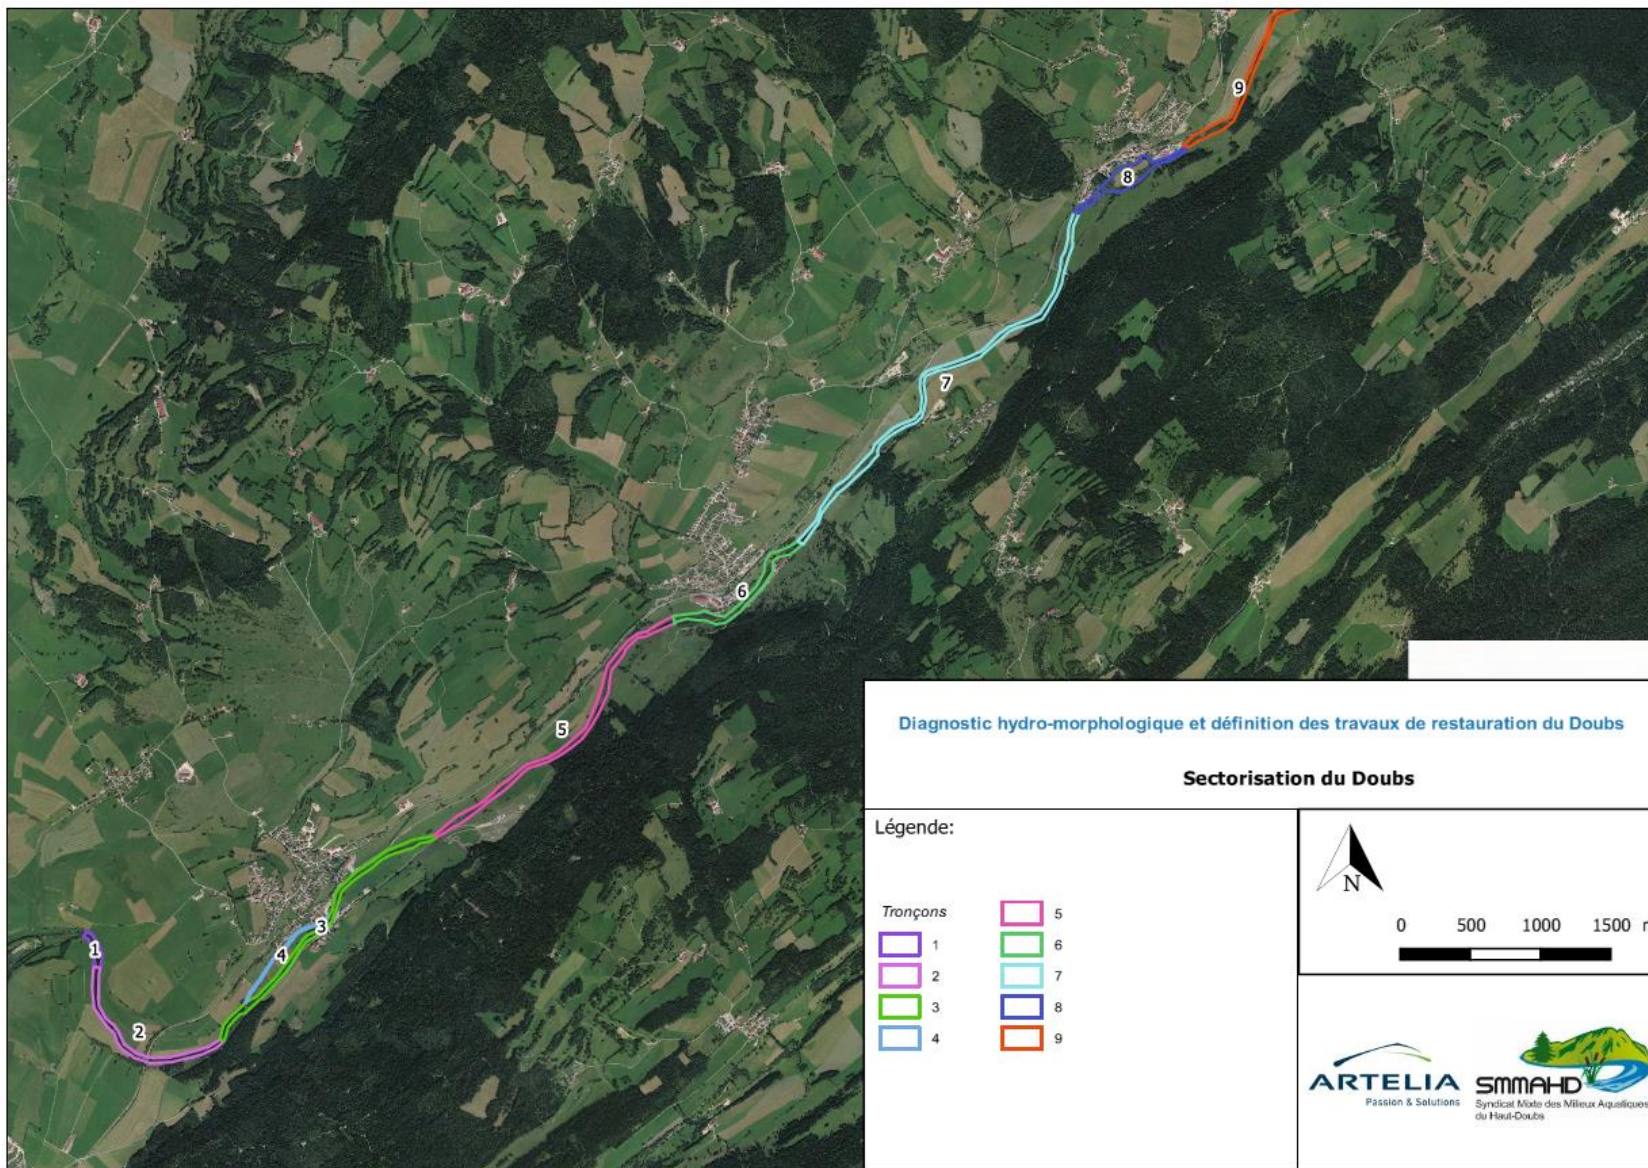 9
8
7
6
5
3
4
1
2
Diagnostic hydro-morphologique et définition des travaux de restauration du Doubs
Sectorisation du Doubs
Légende:
Tronçons
1
2
3
4
5
6
7
8
9
N
0 500 1000 1500 m
ARTELIA
Passion & Solutions
SMMAHD
Syndicat Mixte des Milieux Aquatiques
du Haut-Doubs